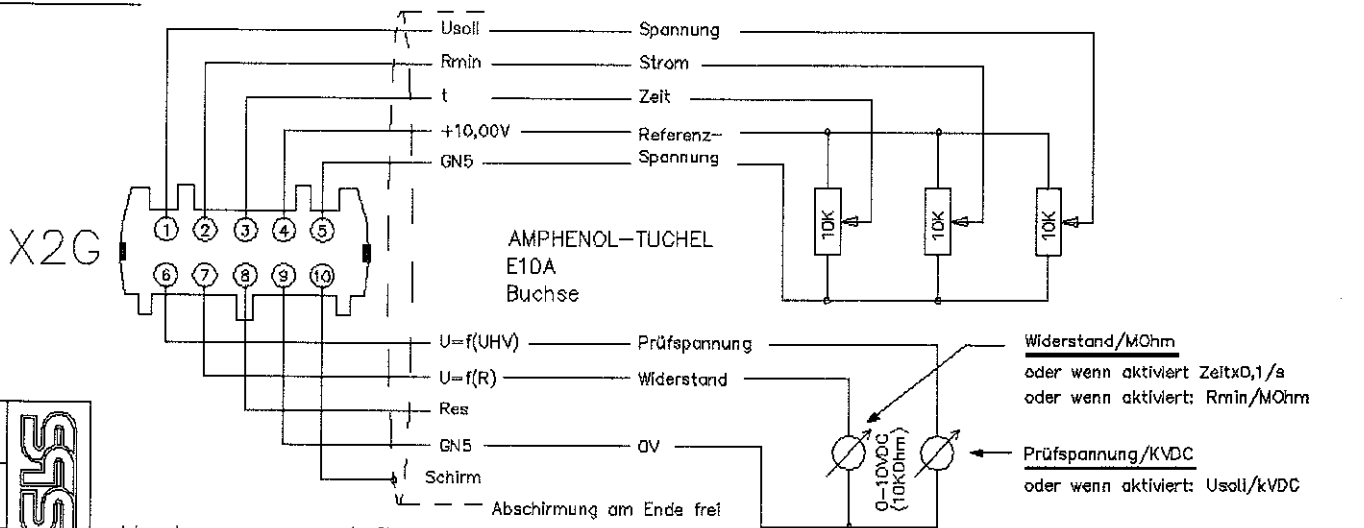 Usoll Spannung
Rmin Strom
t Zeit
+10,00V Referenz-
GN5 Spannung
10K 10K 10K
X2G
1 2 3 4 5
6 7 8 9 10
AMPHENOL-TUCHEL
E10A
Buchse
U=f(UHV) Prüfspannung
U=f(R) Widerstand
Res
GN5 0V
Schirm
Abschirmung am Ende frei
0-10VDC
(10KOhm)
Widerstand/MOhm
oder wenn aktiviert Zeitx0,1/s
oder wenn aktiviert: Rmin/MOhm
Prüfspannung/KVDC
oder wenn aktiviert: Usoll/kVDC